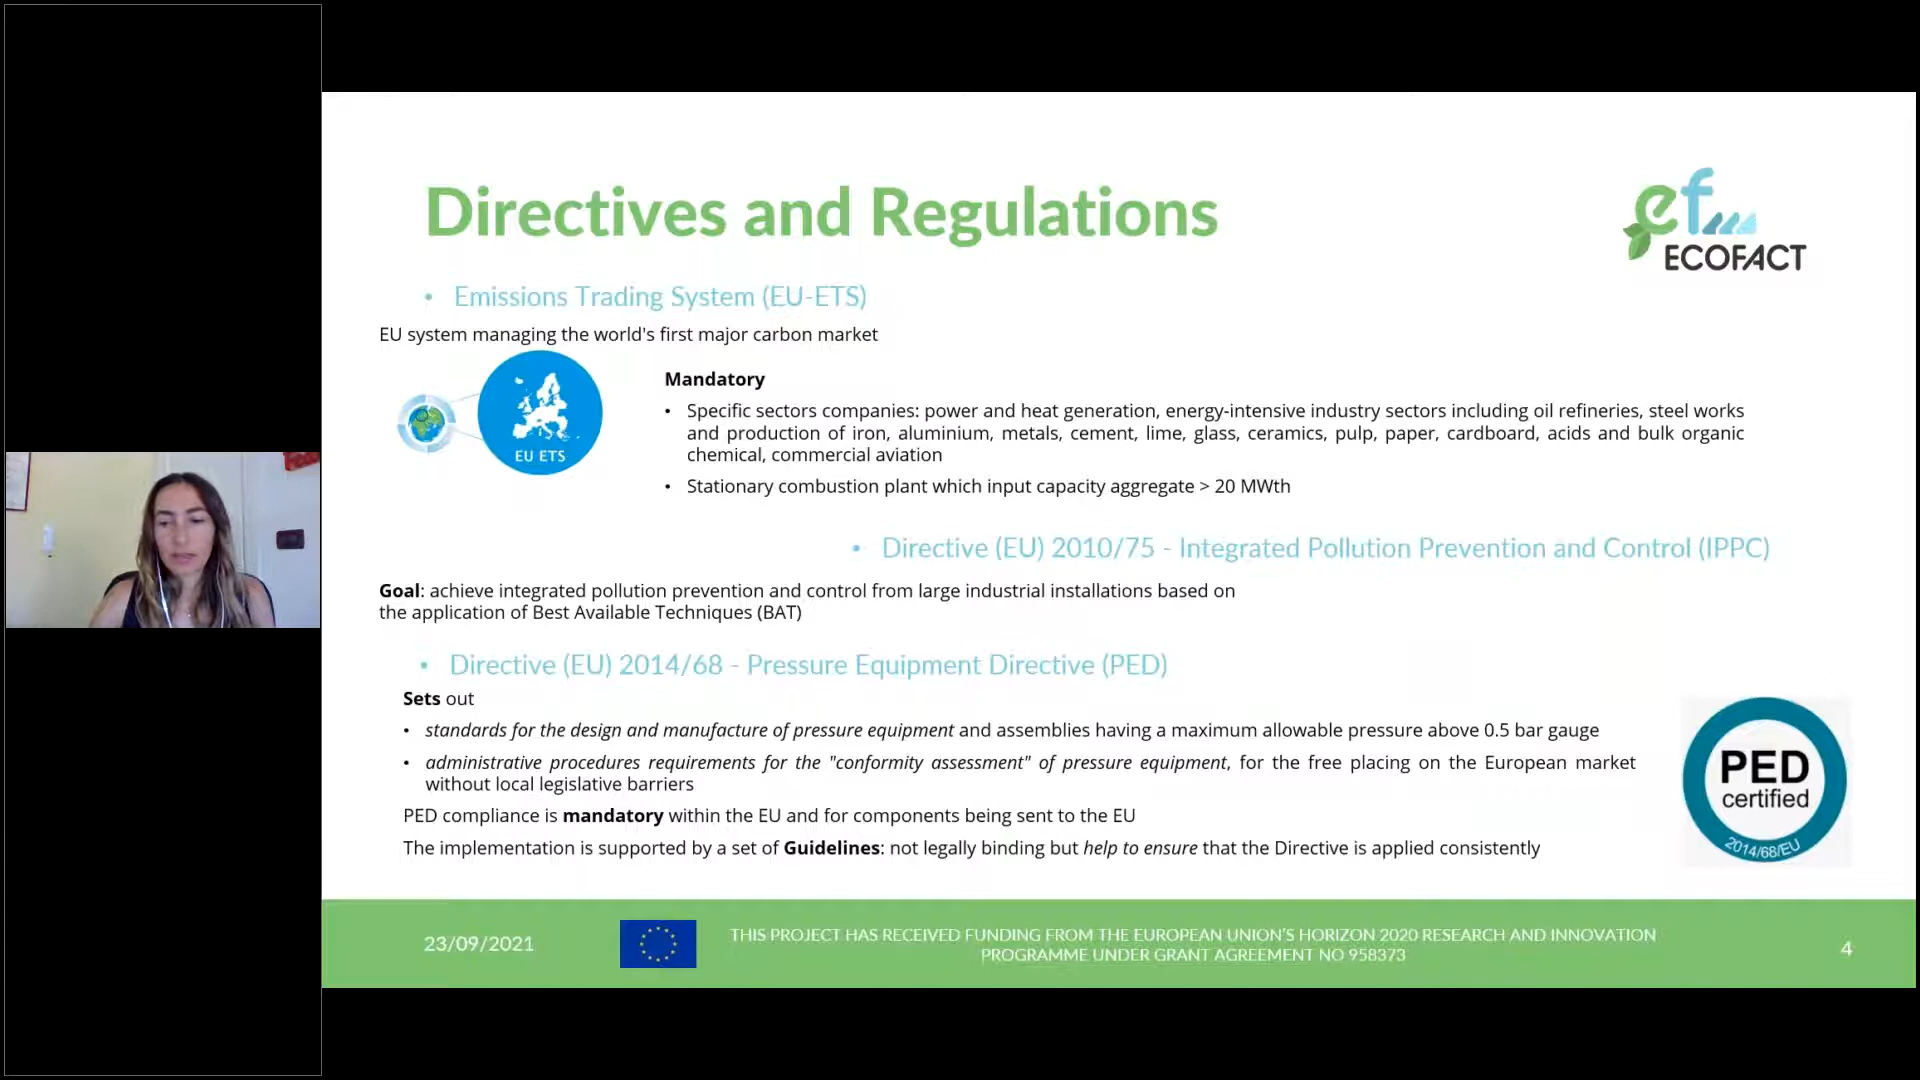 Directives and Regulations
ef
ECOFACT
• Emissions Trading System (EU-ETS)
EU system managing the world's first major carbon market
EU ETS
Mandatory
• Specific sectors companies: power and heat generation, energy-intensive industry sectors including oil refineries, steel works
and production of iron, aluminium, metals, cement, lime, glass, ceramics, pulp, paper, cardboard, acids and bulk organic
chemical, commercial aviation
• Stationary combustion plant which input capacity aggregate > 20 MWth
• Directive (EU) 2010/75 - Integrated Pollution Prevention and Control (IPPC)
Goal: achieve integrated pollution prevention and control from large industrial installations based on
the application of Best Available Techniques (BAT)
• Directive (EU) 2014/68 - Pressure Equipment Directive (PED)
Sets out
• standards for the design and manufacture of pressure equipment and assemblies having a maximum allowable pressure above 0.5 bar gauge
• administrative procedures requirements for the "conformity assessment" of pressure equipment, for the free placing on the European market
without local legislative barriers
PED compliance is mandatory within the EU and for components being sent to the EU
The implementation is supported by a set of Guidelines: not legally binding but help to ensure that the Directive is applied consistently
PED
certified
2014/68/EU
23/09/2021
THIS PROJECT HAS RECEIVED FUNDING FROM THE EUROPEAN UNION'S HORIZON 2020 RESEARCH AND INNOVATION
PROGRAMME UNDER GRANT AGREEMENT NO 958373
4